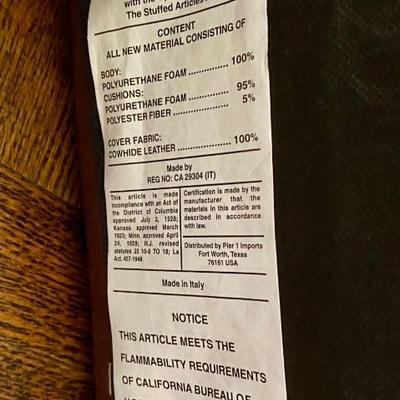 with the
The Stuffed Articles
CONTENT
ALL NEW MATERIAL CONSISTING OF
BODY:
POLYURETHANE FOAM .............. 100%
CUSHIONS:
POLYURETHANE FOAM .............. 95%
POLYESTER FIBER .................... 5%
COVER FABRIC:
COWHIDE LEATHER ................... 100%
Made by
REG NO: CA 29304 (IT)
This article is made
incompliance with an Act of
the District of Columbia
approved July 2, 1926;
Kansas approved March
1923; Minn. approved April
24, 1929; N.J. revised
statutes 26 10-6 TO 18; La
Act. 457-1948
Certification is made by the
manufacturer that the
materials in this article are
described in accordance
with law.
Distributed by Pier 1 Imports
Fort Worth, Texas
76161 USA
Made in Italy
NOTICE
THIS ARTICLE MEETS THE
FLAMMABILITY REQUIREMENTS
OF CALIFORNIA BUREAU OF